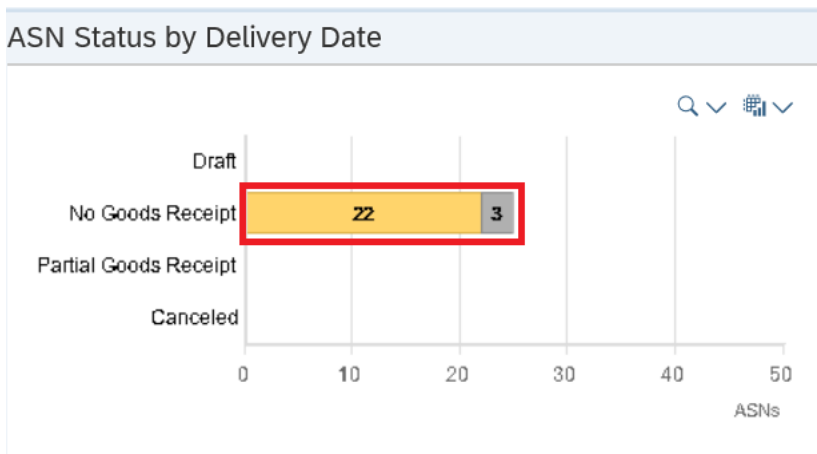 ASN Status by Delivery Date
Draft
No Goods Receipt 22 3
Partial Goods Receipt
Canceled
0 10 20 30 40 50
ASNs